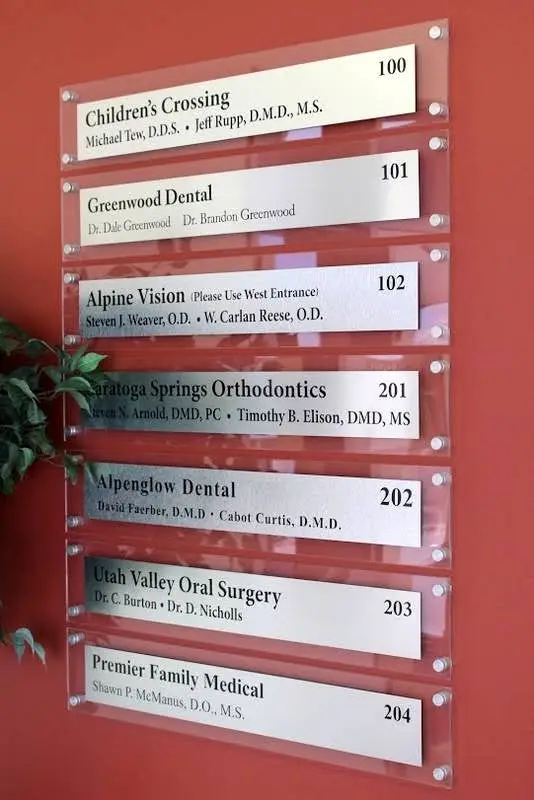 100
Children's Crossing
Michael Tew, D.D.S. • Jeff Rupp, D.M.D., M.S.
101
Greenwood Dental
Dr. Dale Greenwood Dr. Brandon Greenwood
102
Alpine Vision (Please Use West Entrance)
Steven J. Weaver, O.D. • W. Carlan Reese, O.D.
Saratoga Springs Orthodontics 201
Steven N. Arnold, DMD, PC • Timothy B. Elison, DMD, MS
Alpenglow Dental 202
David Faerber, D.M.D • Cabot Curtis, D.M.D.
Utah Valley Oral Surgery 203
Dr. C. Burton • Dr. D. Nicholls
Premier Family Medical 204
Shawn P. McManus, D.O., M.S.